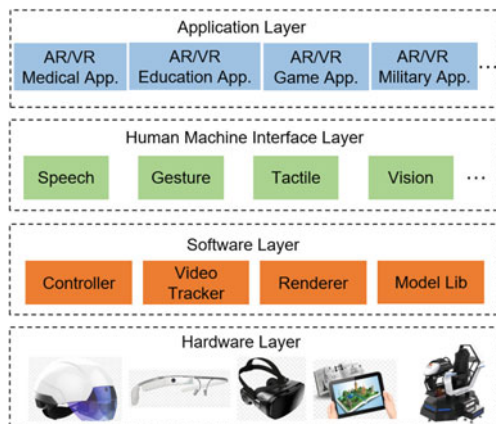 Application Layer
AR/VR
Medical App.
AR/VR
Education App.
AR/VR
Game App.
AR/VR
Military App.
...
Human Machine Interface Layer
Speech
Gesture
Tactile
Vision
...
Software Layer
Controller
Video
Tracker
Renderer
Model Lib
Hardware Layer